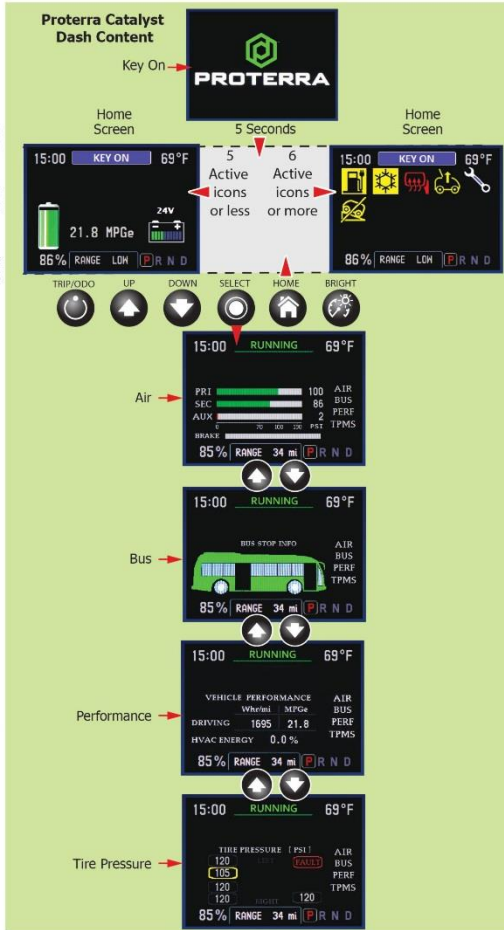 Proterra Catalyst
Dash Content
Key On
PROTERRA
Home
Screen
5 Seconds
Home
Screen
15:00 KEY ON 69°F
24V
21.8 MPGe
86% RANGE LOW P R N D
5
Active
icons
or less
6
Active
icons
or more
15:00 KEY ON 69°F
86% RANGE LOW P R N D
TRIP/ODO UP DOWN SELECT HOME BRIGHT
Air
15:00 RUNNING 69°F
PRI 100 AIR
SEC 86 BUS
AUX 2 PERF
0 70 100 150 PSI TPMS
BRAKE
85% RANGE 34 mi P R N D
Bus
15:00 RUNNING 69°F
BUS STOP INFO AIR
BUS
PERF
TPMS
85% RANGE 34 mi P R N D
Performance
15:00 RUNNING 69°F
VEHICLE PERFORMANCE AIR
Whr/mi MPGe BUS
DRIVING 1695 21.8 PERF
HVAC ENERGY 0.0 % TPMS
85% RANGE 34 mi P R N D
Tire Pressure
15:00 RUNNING 69°F
TIRE PRESSURE [ PSI ] AIR
120 LEFT FAULT BUS
105 PERF
120 TPMS
120 RIGHT 120
85% RANGE 34 mi P R N D